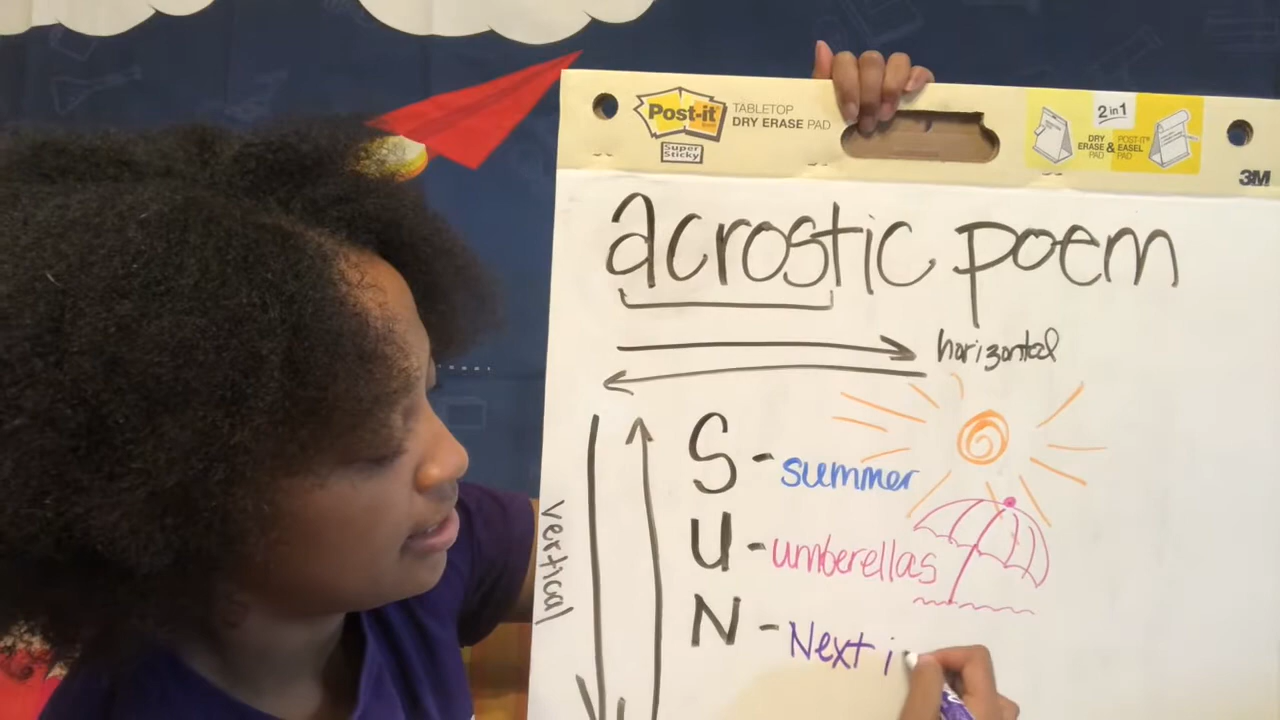 Post-it
Super Sticky
TABLETOP
DRY ERASE PAD
2 in 1
DRY ERASE PAD & POST-IT® EASEL PAD
3M
acrostic poem
horizontal
vertical
S - summer
U - umberellas
N - Next i